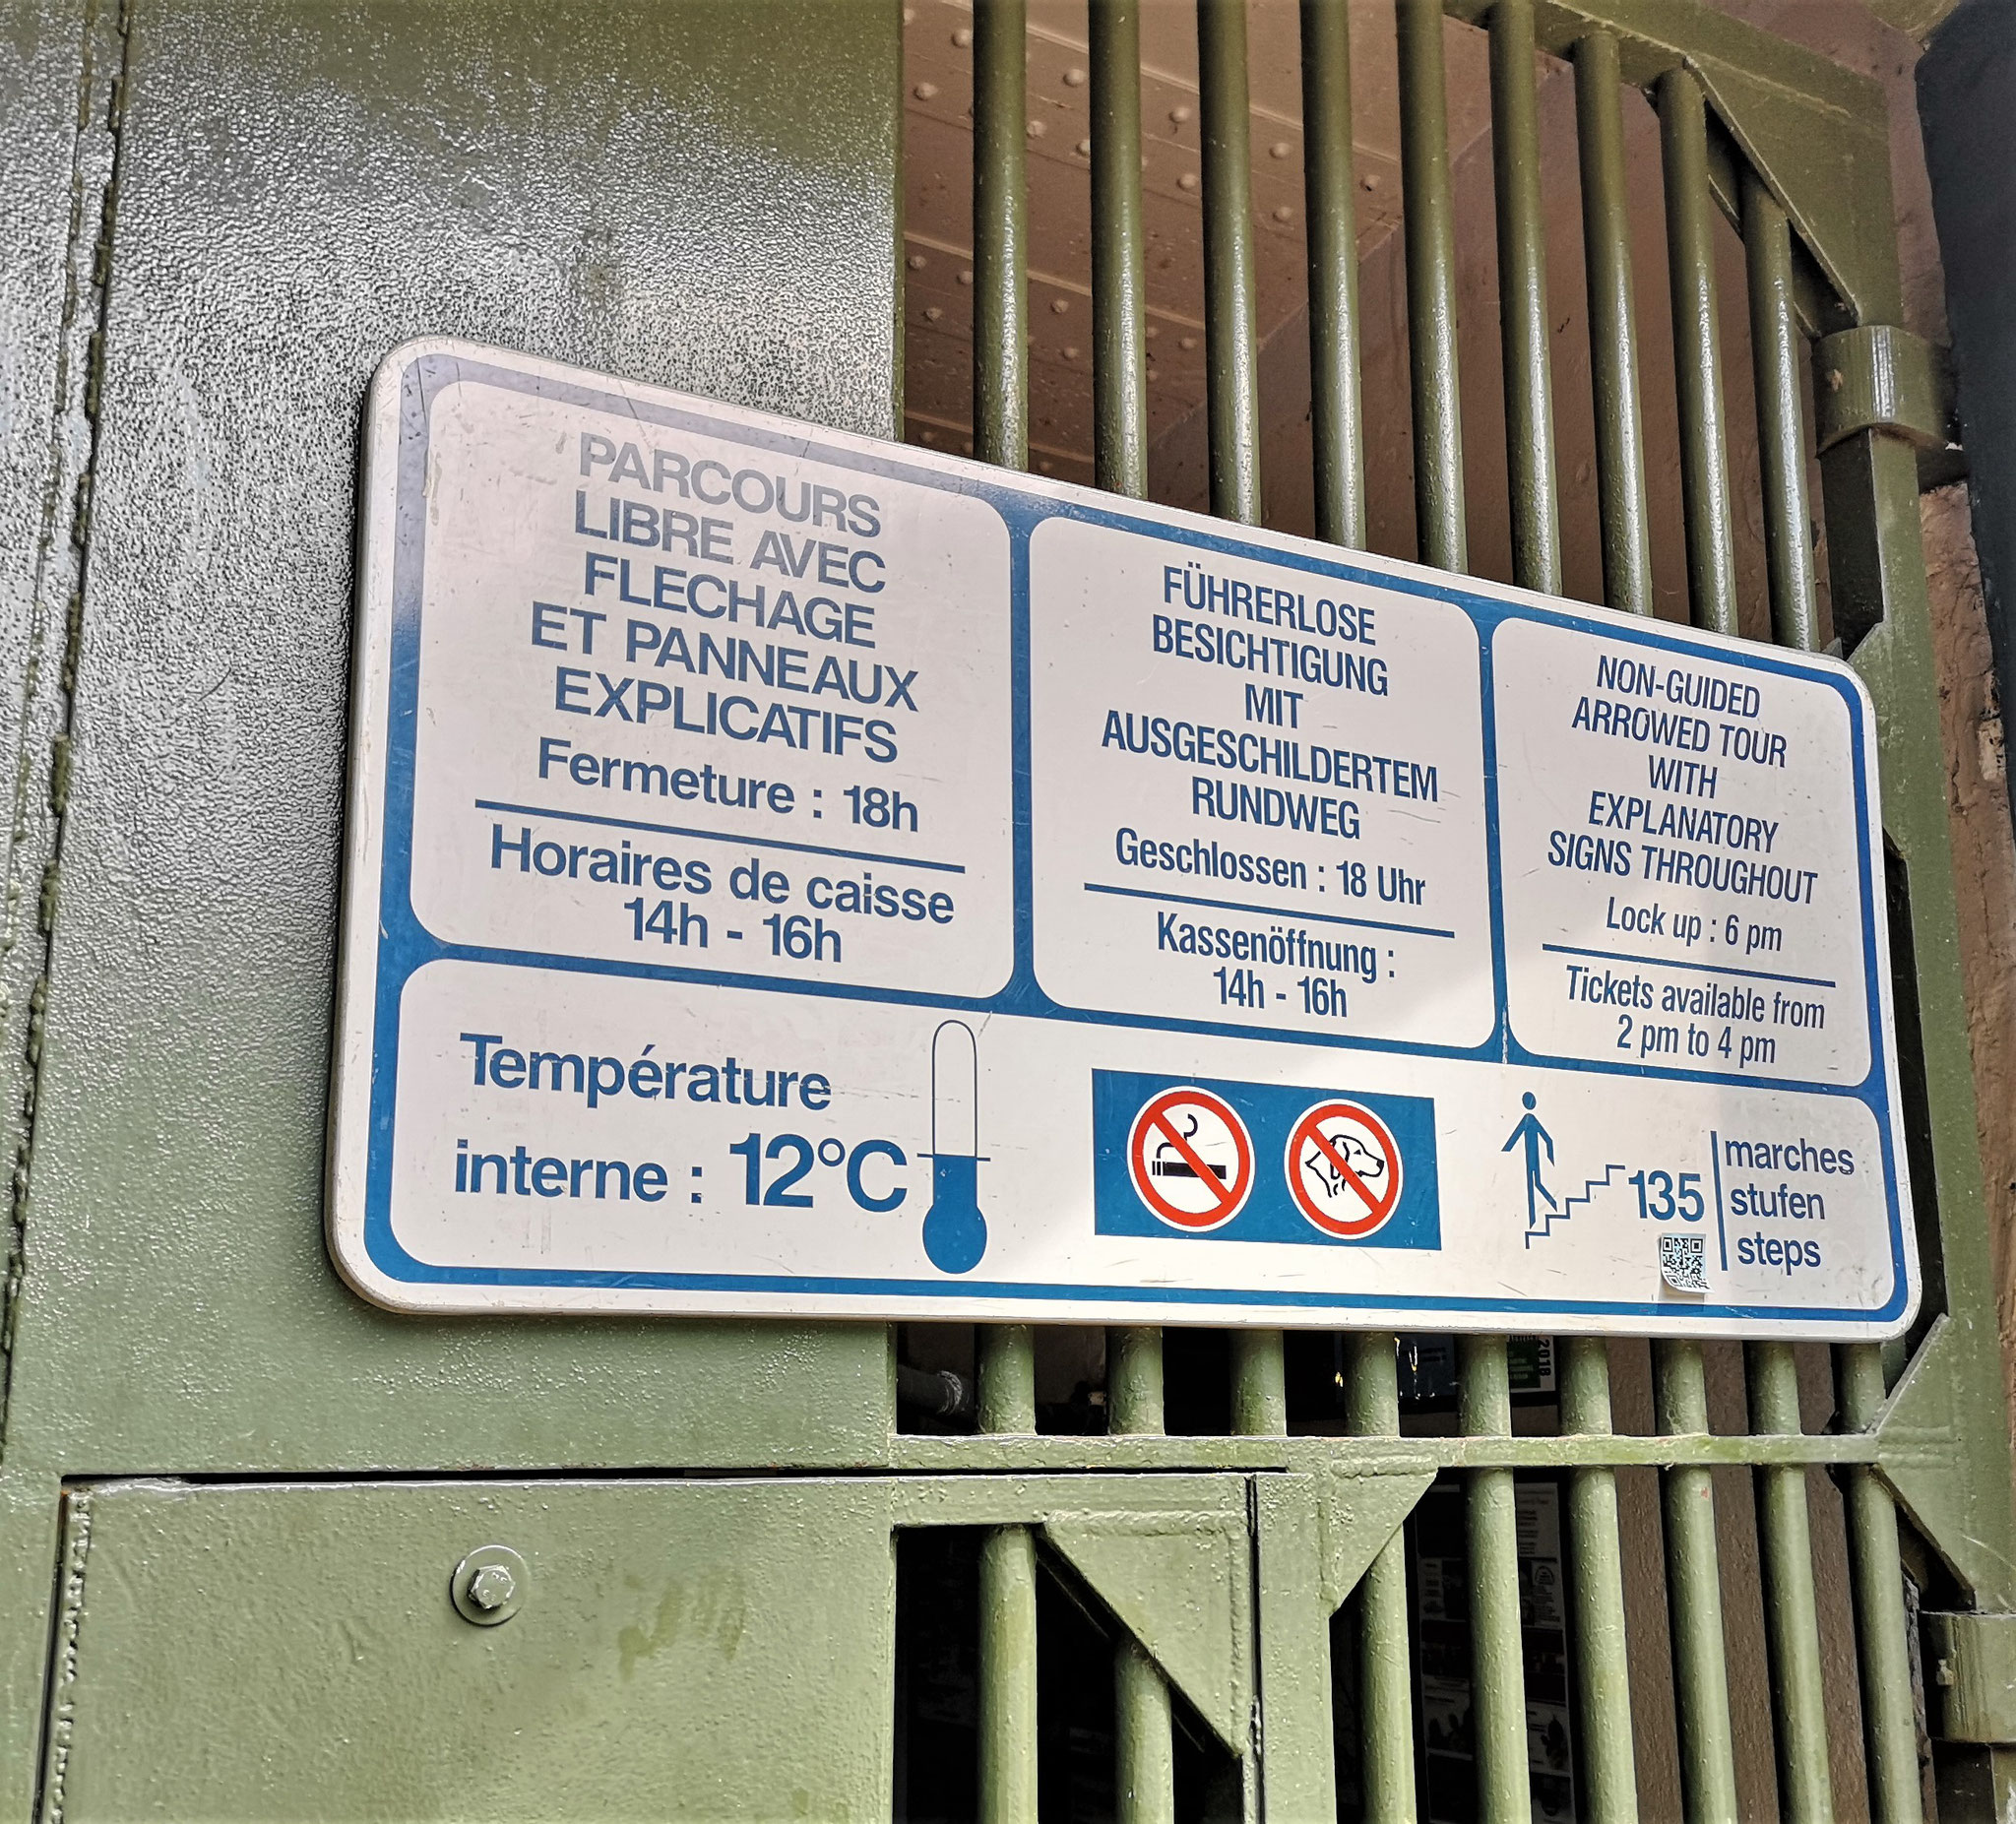 PARCOURS
LIBRE AVEC
FLECHAGE
ET PANNEAUX
EXPLICATIFS
Fermeture : 18h
Horaires de caisse
14h - 16h
FÜHRERLOSE
BESICHTIGUNG
MIT
AUSGESCHILDERTEM
RUNDWEG
Geschlossen : 18 Uhr
Kassenöffnung :
14h - 16h
NON-GUIDED
ARROWED TOUR
WITH
EXPLANATORY
SIGNS THROUGHOUT
Lock up : 6 pm
Tickets available from
2 pm to 4 pm
Température
interne : 12°C
135
marches
stufen
steps
2018